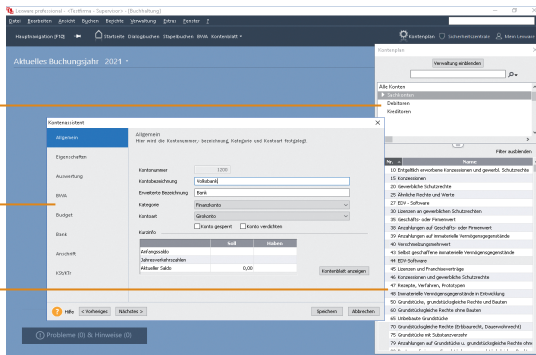 Lexware professional - <Testfirma - Supervisor> - [Buchhaltung]
Datei Bearbeiten Ansicht Buchen Berichte Verwaltung Extras Fenster ?
Hauptnavigation [F10] Startseite Dialogbuchen Stapelbuchen BWA Kontenblatt
Kontenplan Sicherheitszentrale Mein Lexware
Aktuelles Buchungsjahr 2021
Kontenplan
Verwaltung einblenden
Alle Konten
Sachkonten
Debitoren
Kreditoren
Filter ausblenden
Nr. Name
10 Entgeltlich erworbene Konzessionen und gewerbl. Schutzrechte
15 Konzessionen
20 Gewerbliche Schutzrechte
25 Ähnliche Rechte und Werte
27 EDV - Software
30 Lizenzen an gewerblichen Schutzrechten
35 Geschäfts- oder Firmenwert
38 Anzahlungen auf Geschäfts- oder Firmenwert
39 Anzahlungen auf immaterielle Vermögensgegenstände
40 Verschmelzungsmehrwert
43 Selbst geschaffene immaterielle Vermögensgegenstände
44 EDV-Software
45 Lizenzen und Franchiseverträge
46 Konzessionen und gewerbliche Schutzrechte
47 Rezepte, Verfahren, Prototypen
48 Immaterielle Vermögensgegenstände in Entwicklung
50 Grundstücke, grundstücksgleiche Rechte und Bauten
60 Grundstücksgleiche Rechte ohne Bauten
65 Unbebaute Grundstücke
70 Grundstücksgleiche Rechte (Erbbaurecht, Dauerwohnrecht)
75 Grundstücke mit Substanzverzehr
79 Anzahlungen auf Grundstücke u. grundstücksgleiche Rechte ohne
Kontenassistent
Allgemein
Eigenschaften
Auswertung
BWA
Budget
Bank
Anschrift
KSt/KTr
Allgemein
Hier wird die Kontenummer,- bezeichnung, Kategorie und Kontoart festgelegt
Kontonummer 1200
Kontobezeichnung Volksbank
Erweiterte Bezeichnung Bank
Kategorie Finanzkonto
Kontoart Girokonto
Konto gesperrt Konto verdichten
Kurzinfo
Soll Haben
Anfangssaldo
Jahresverkehrszahlen
Aktueller Saldo 0,00
Kontenblatt anzeigen
Hilfe < Vorheriges Nächstes > Speichern Abbrechen
Probleme (0) & Hinweise (0)